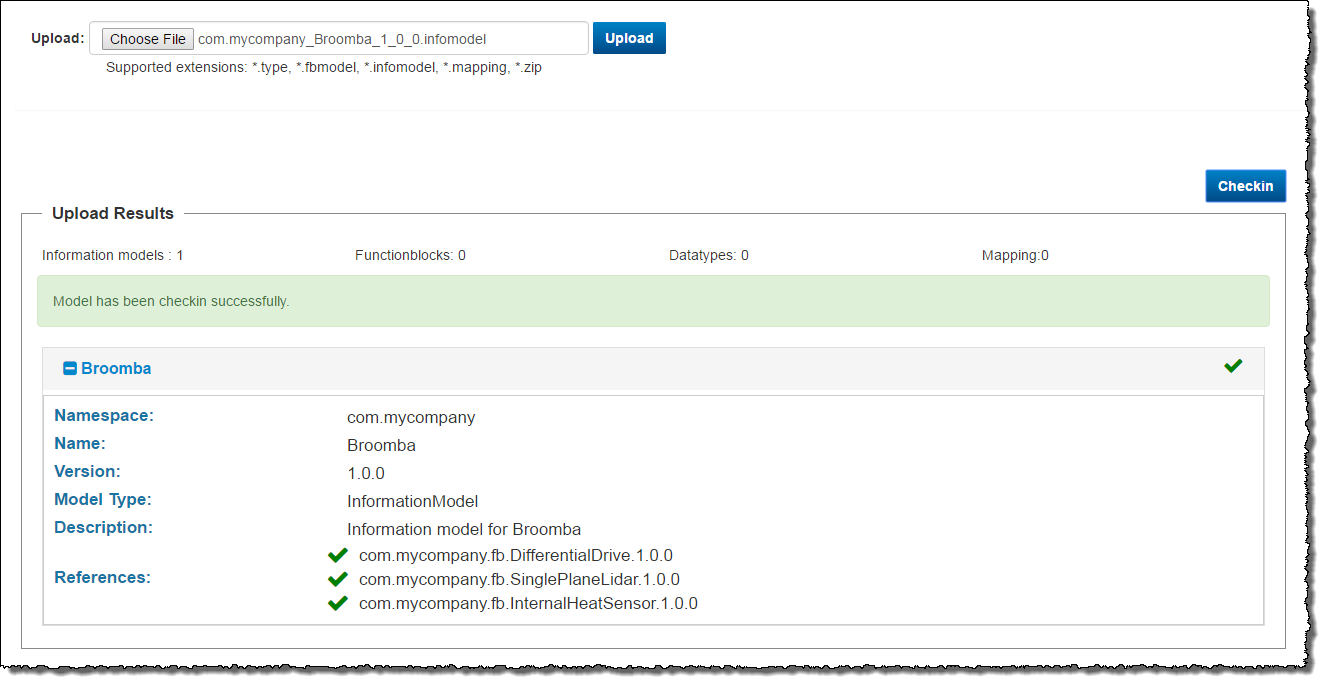 Upload: Choose File com.mycompany_Broomba_1_0_0.infomodel Upload
Supported extensions: *.type, *.fbmodel, *.infomodel, *.mapping, *.zip
Checkin
Upload Results
Information models : 1 Functionblocks: 0 Datatypes: 0 Mapping:0
Model has been checkin successfully.
Broomba
Namespace: com.mycompany
Name: Broomba
Version: 1.0.0
Model Type: InformationModel
Description: Information model for Broomba
com.mycompany.fb.DifferentialDrive.1.0.0
References: com.mycompany.fb.SinglePlaneLidar.1.0.0
com.mycompany.fb.InternalHeatSensor.1.0.0